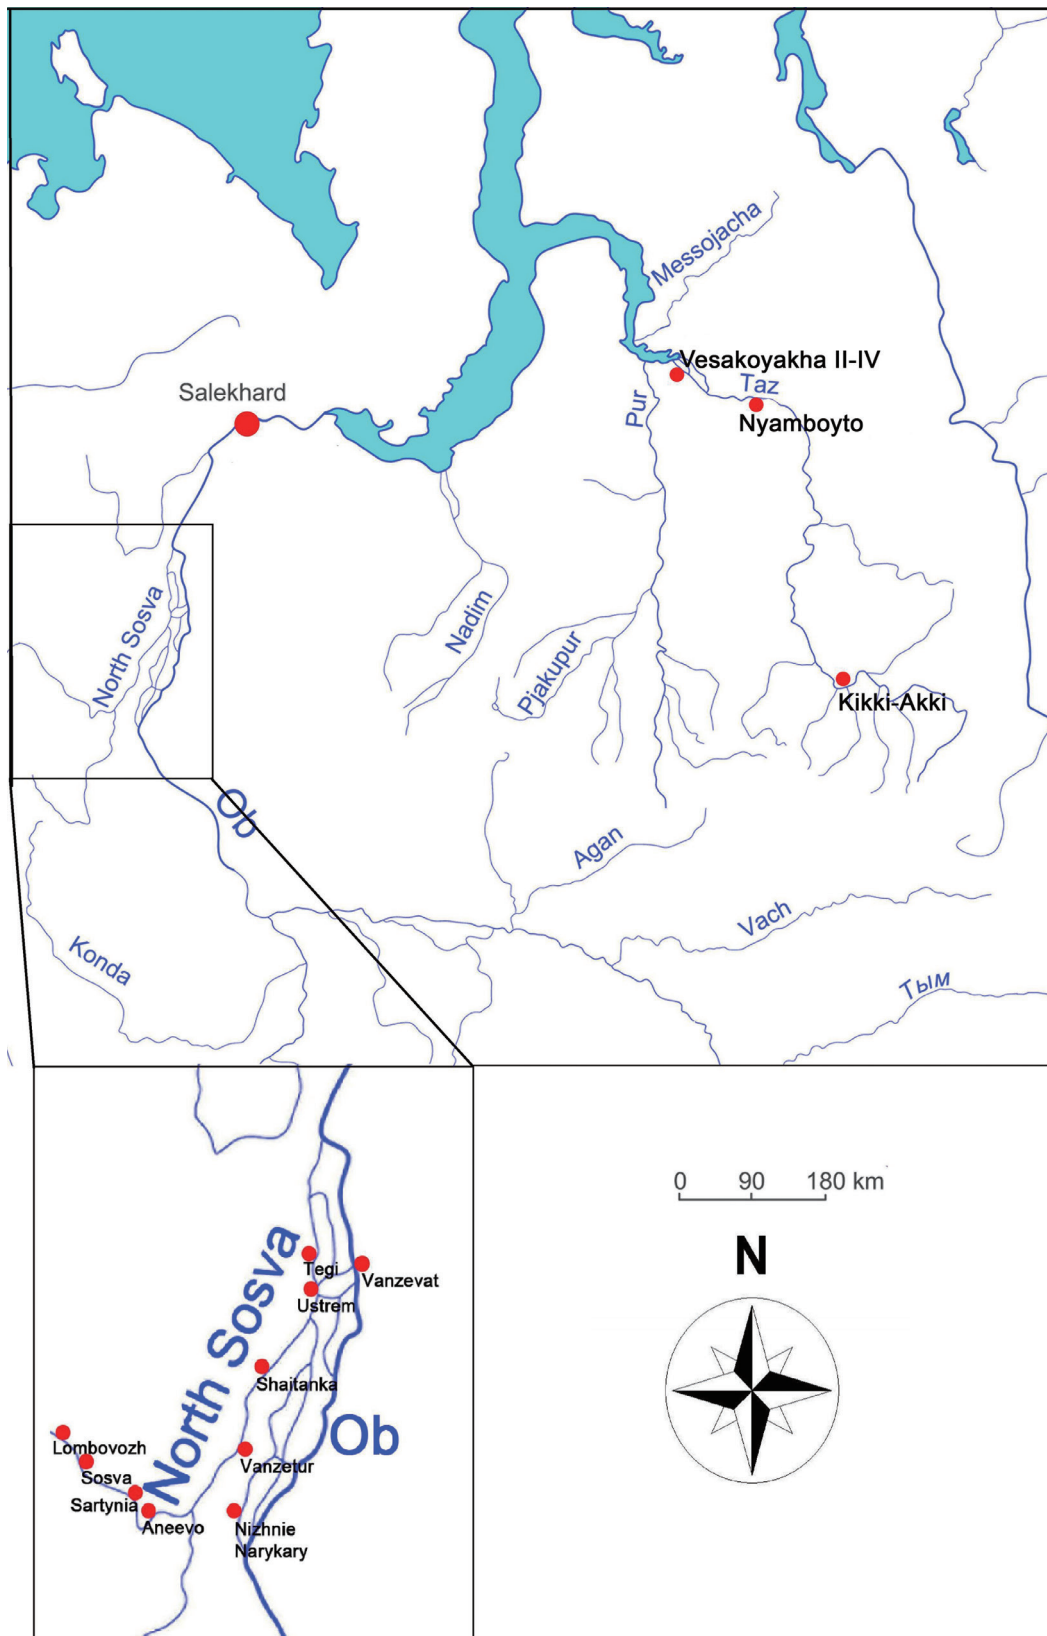 Messojacha
Vesakoyakha II-IV
Taz
Salekhard
Pur
Nyamboyto
North Sosva
Nadim
Pjakupur
Kikki-Akki
Ob
Agan
Vach
Konda
Тым
0 90 180 km
N
North Sosva
Tegi
Vanzevat
Ustrem
Shaitanka
Ob
Lombovozh
Vanzetur
Sosva
Sartynia
Aneevo
Nizhnie
Narykary